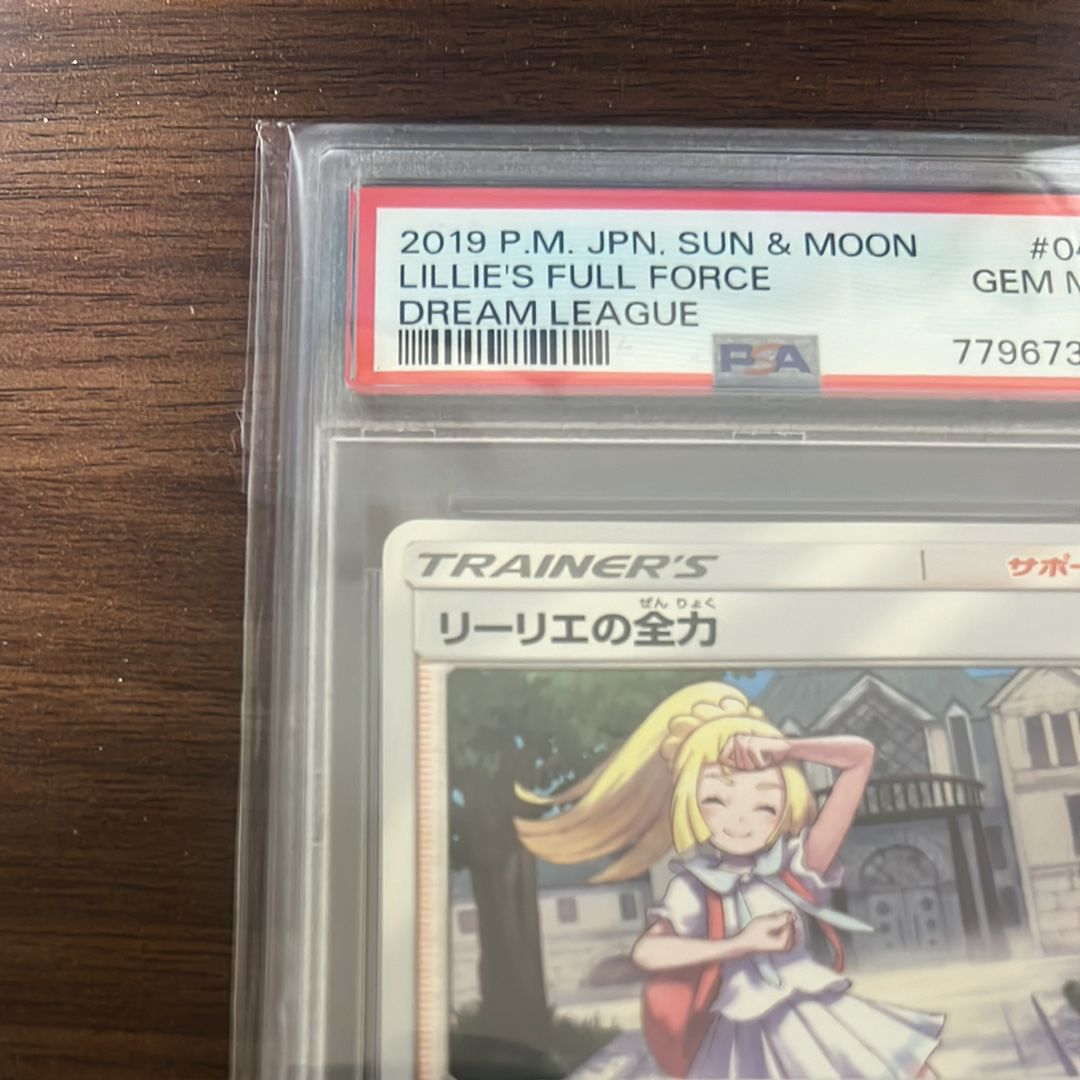 2019 P.M. JPN. SUN & MOON #04
LILLIE'S FULL FORCE GEM M
DREAM LEAGUE
PSA 779673
TRAINER'S サポー
ぜん りょく
リーリエの全力